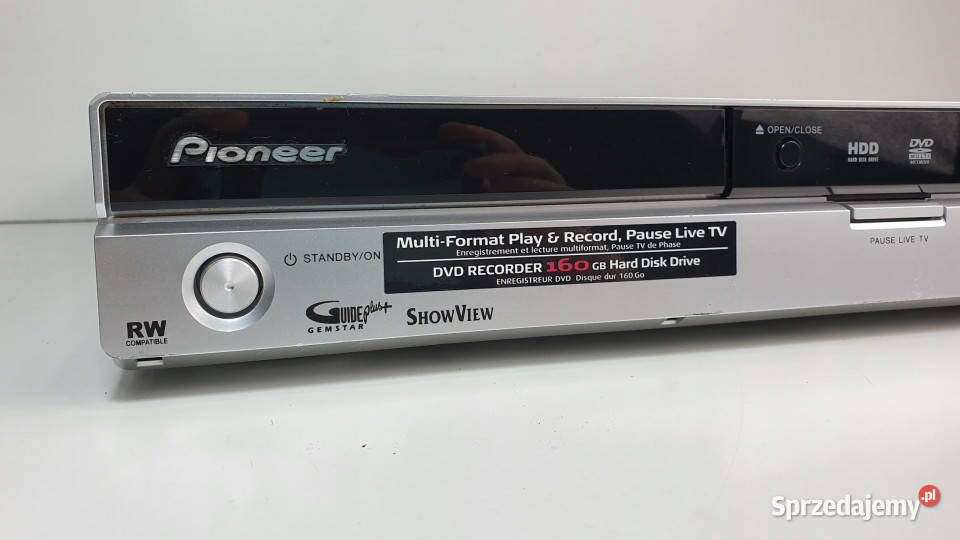 Pioneer
OPEN/CLOSE
HDD
HARD DISK DRIVE
DVD
MULTI
RECORDER
STANDBY/ON
Multi-Format Play & Record, Pause Live TV
Enregistrement et lecture multiformat, Pause TV de Phase
DVD RECORDER 160 GB Hard Disk Drive
ENREGISTREUR DVD Disque dur 160 Go
PAUSE LIVE TV
GUIDE plus+
GEMSTAR
SHOWVIEW
RW
COMPATIBLE
Sprzedajemy.pl